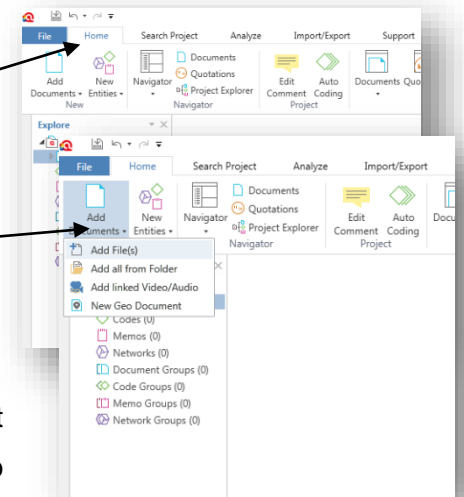 File Home Search Project Analyze Import/Export Support
Add Documents
New Entities
Navigator
Documents
Quotations
Project Explorer
Edit Comment
Auto Coding
Documents
Quo
New Navigator Project
Explore
File Home Search Project Analyze Import/Export
Add Documents
New Entities
Navigator
Documents
Quotations
Project Explorer
Edit Comment
Auto Coding
Docu
Navigator Project
Add File(s)
Add all from Folder
Add linked Video/Audio
New Geo Document
Codes (0)
Memos (0)
Networks (0)
Document Groups (0)
Code Groups (0)
Memo Groups (0)
Network Groups (0)